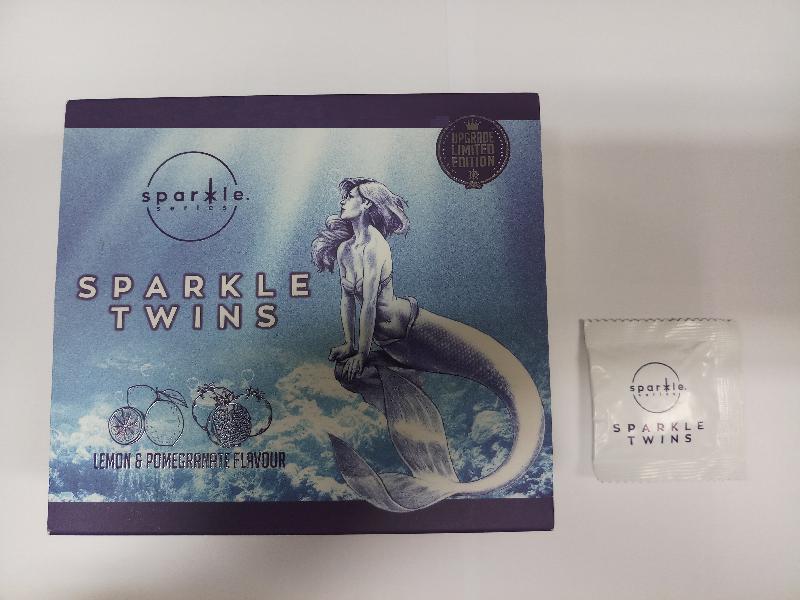 UPGRADE
LIMITED
EDITION
sparkle.
series
SPARKLE
TWINS
LEMON & POMEGRANATE FLAVOUR
sparkle.
series
SPARKLE
TWINS